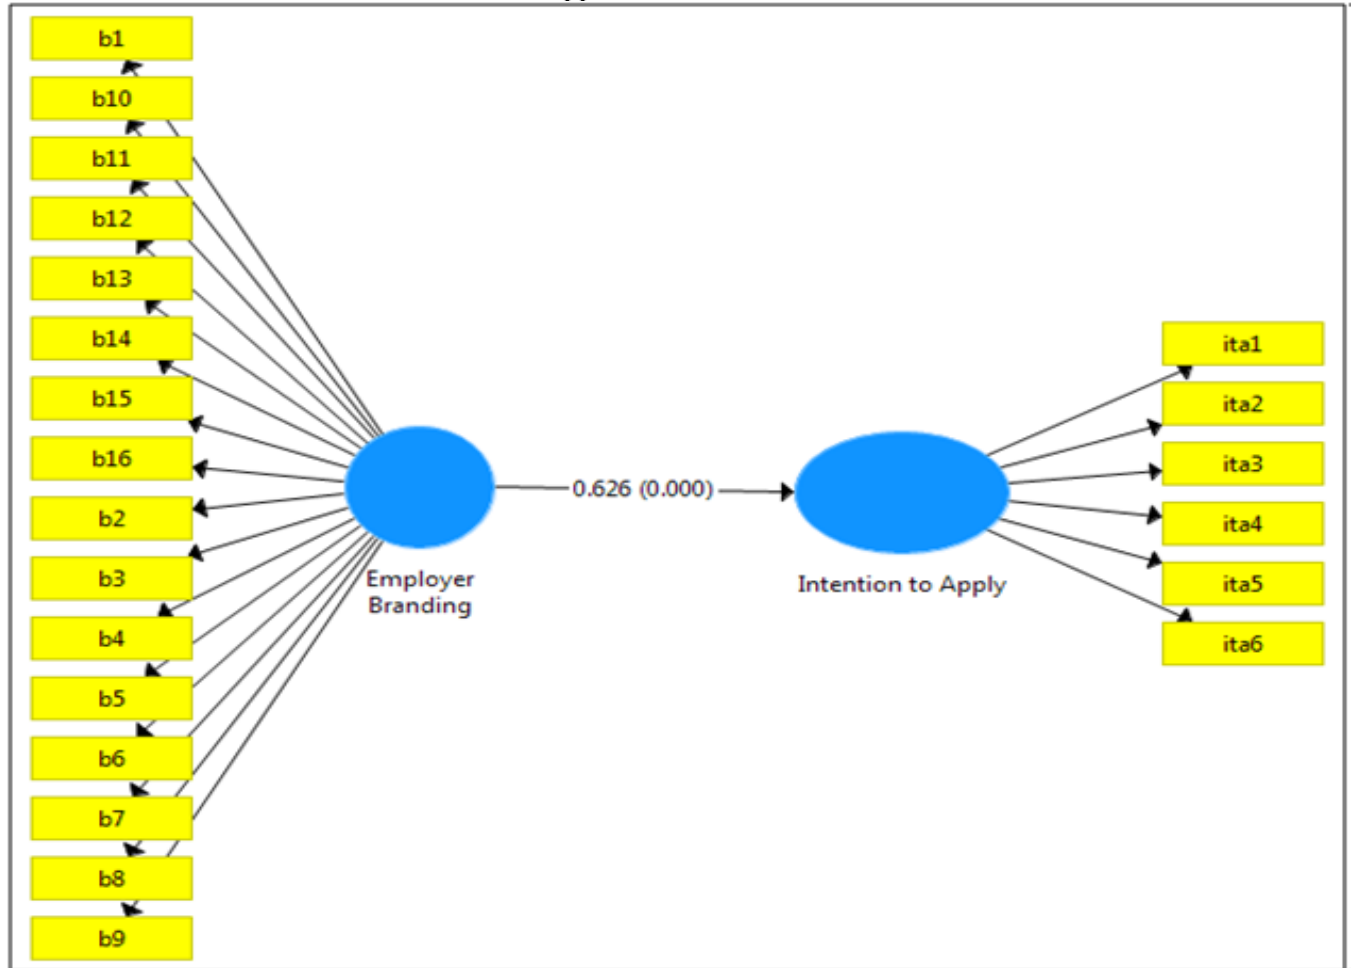 b1
b10
b11
b12
b13
b14
b15
b16
b2
b3
b4
b5
b6
b7
b8
b9
Employer
Branding
0.626 (0.000)
Intention to Apply
ita1
ita2
ita3
ita4
ita5
ita6